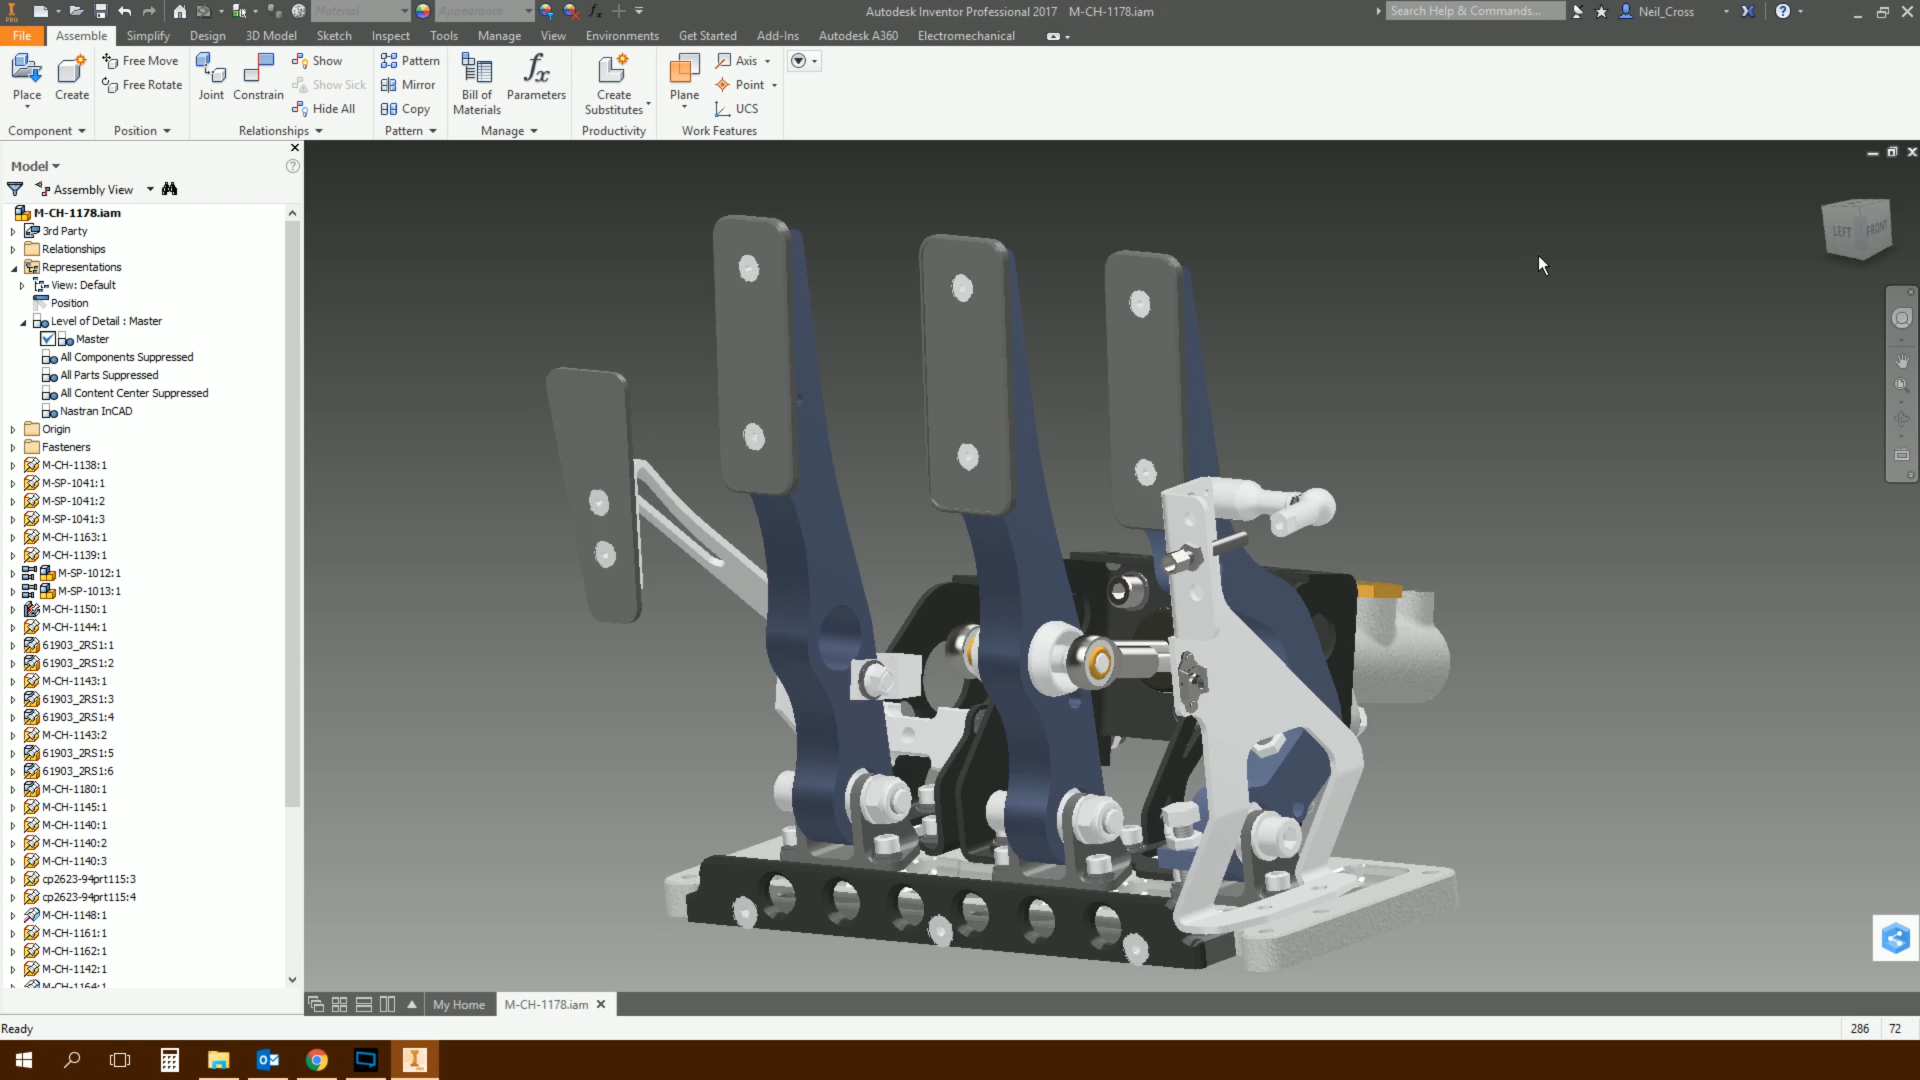 PRO
Material
Appearance
Autodesk Inventor Professional 2017 M-CH-1178.iam
Search Help & Commands...
Neil_Cross
File
Assemble
Simplify
Design
3D Model
Sketch
Inspect
Tools
Manage
View
Environments
Get Started
Add-Ins
Autodesk A360
Electromechanical
Place
Create
Free Move
Free Rotate
Joint
Constrain
Show
Show Sick
Hide All
Pattern
Mirror
Copy
Bill of
Materials
Parameters
Create
Substitutes
Plane
Axis
Point
UCS
Component
Position
Relationships
Pattern
Manage
Productivity
Work Features
Model
Assembly View
M-CH-1178.iam
3rd Party
Relationships
Representations
View: Default
Position
Level of Detail : Master
Master
All Components Suppressed
All Parts Suppressed
All Content Center Suppressed
Nastran InCAD
Origin
Fasteners
M-CH-1138:1
M-SP-1041:1
M-SP-1041:2
M-SP-1041:3
M-CH-1163:1
M-CH-1139:1
M-SP-1012:1
M-SP-1013:1
M-CH-1150:1
M-CH-1144:1
61903_2RS1:1
61903_2RS1:2
M-CH-1143:1
61903_2RS1:3
61903_2RS1:4
M-CH-1143:2
61903_2RS1:5
61903_2RS1:6
M-CH-1180:1
M-CH-1145:1
M-CH-1140:1
M-CH-1140:2
M-CH-1140:3
cp2623-94prt115:3
cp2623-94prt115:4
M-CH-1148:1
M-CH-1161:1
M-CH-1162:1
M-CH-1142:1
M-CH-1164:1
LEFT
FRONT
My Home
M-CH-1178.iam
Ready
286
72